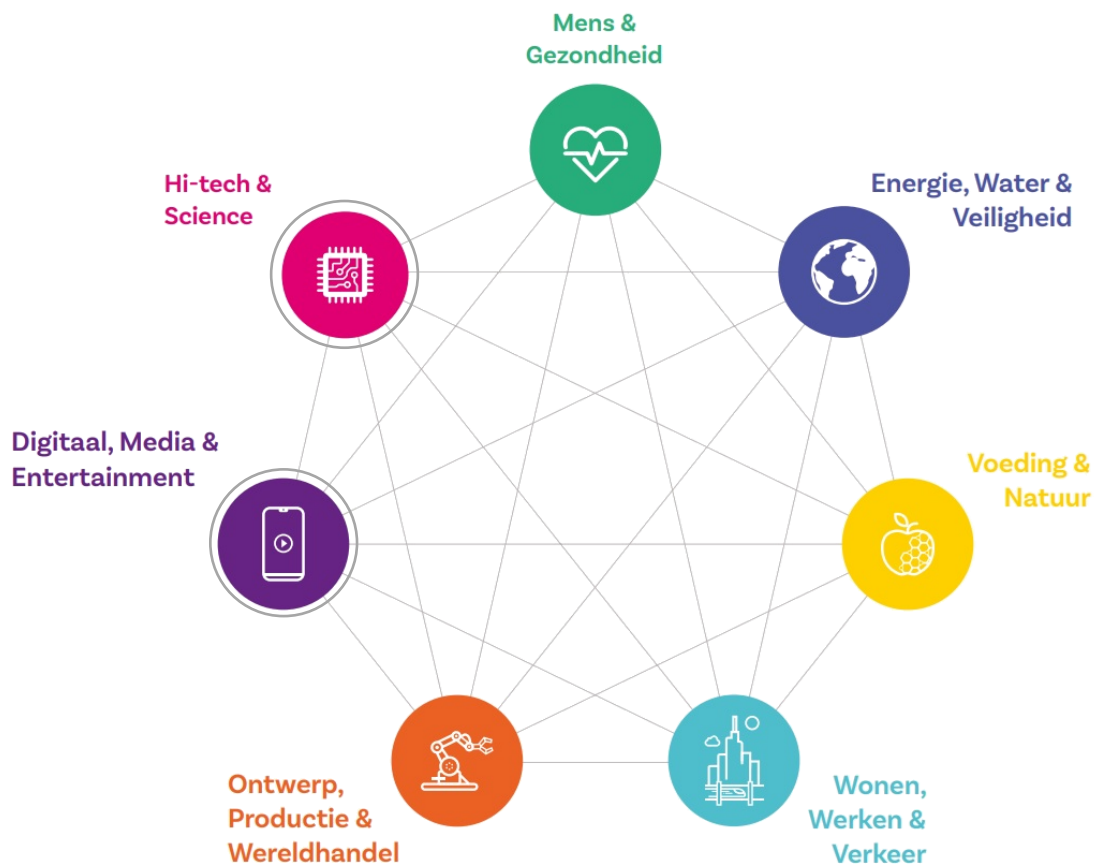 Mens &
Gezondheid
Hi-tech &
Science
Energie, Water &
Veiligheid
Digitaal, Media &
Entertainment
Voeding &
Natuur
Ontwerp,
Productie &
Wereldhandel
Wonen,
Werken &
Verkeer